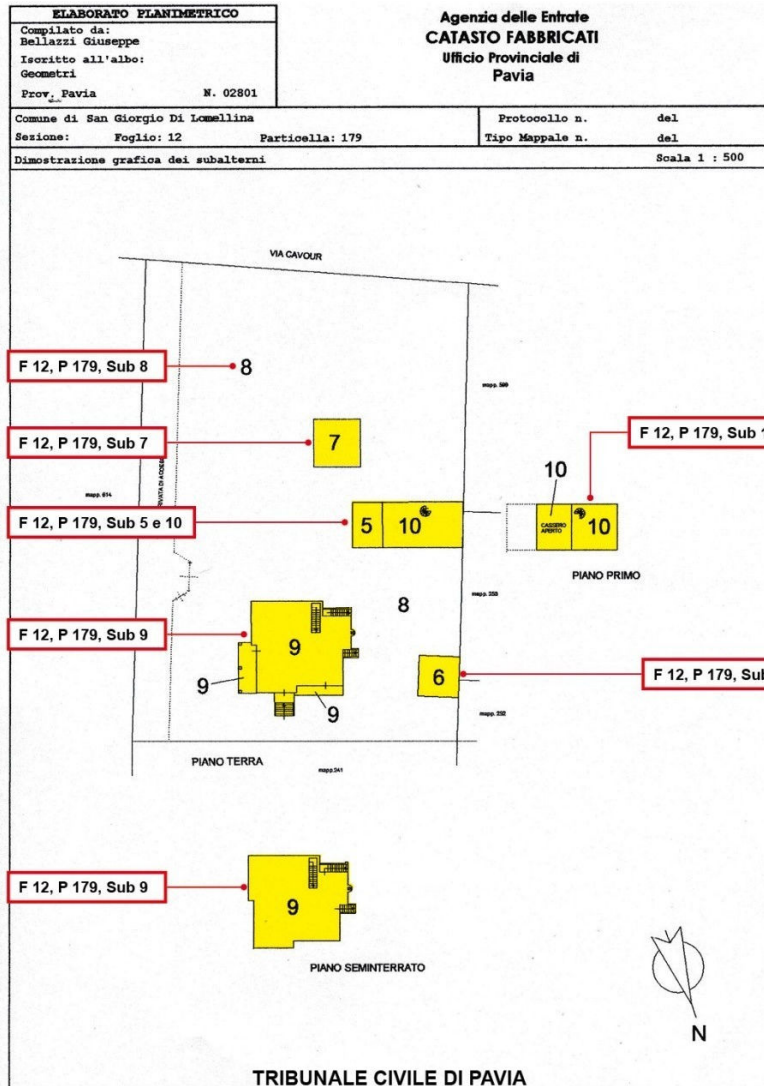 ELABORATO PLANIMETRICO
Compilato da:
Bellazzi Giuseppe
Iscritto all'albo:
Geometri
Prov. Pavia N. 02801
Agenzia delle Entrate
CATASTO FABBRICATI
Ufficio Provinciale di
Pavia
Comune di San Giorgio Di Lomellina
Sezione: Foglio: 12 Particella: 179
Protocollo n. del
Tipo Mappale n. del
Dimostrazione grafica dei subalterni
Scala 1 : 500
VIA CAVOUR
F 12, P 179, Sub 8
8
F 12, P 179, Sub 7
7
F 12, P 179, Sub 1
mapp. 614
10
F 12, P 179, Sub 5 e 10
5
10
CASSERO
APERTO
10
PIANO PRIMO
8
F 12, P 179, Sub 9
9
6
F 12, P 179, Sub
9
9
PIANO TERRA
mapp. 241
F 12, P 179, Sub 9
9
PIANO SEMINTERRATO
N
TRIBUNALE CIVILE DI PAVIA